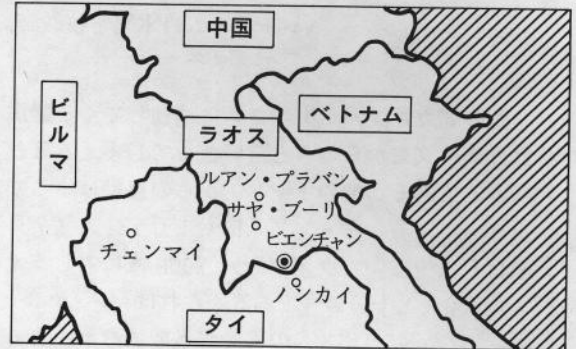 中国
ビルマ
ベトナム
ラオス
ルアン・プラバン
サヤ・ブーリ
ビエンチャン
チェンマイ
ノンカイ
タイ